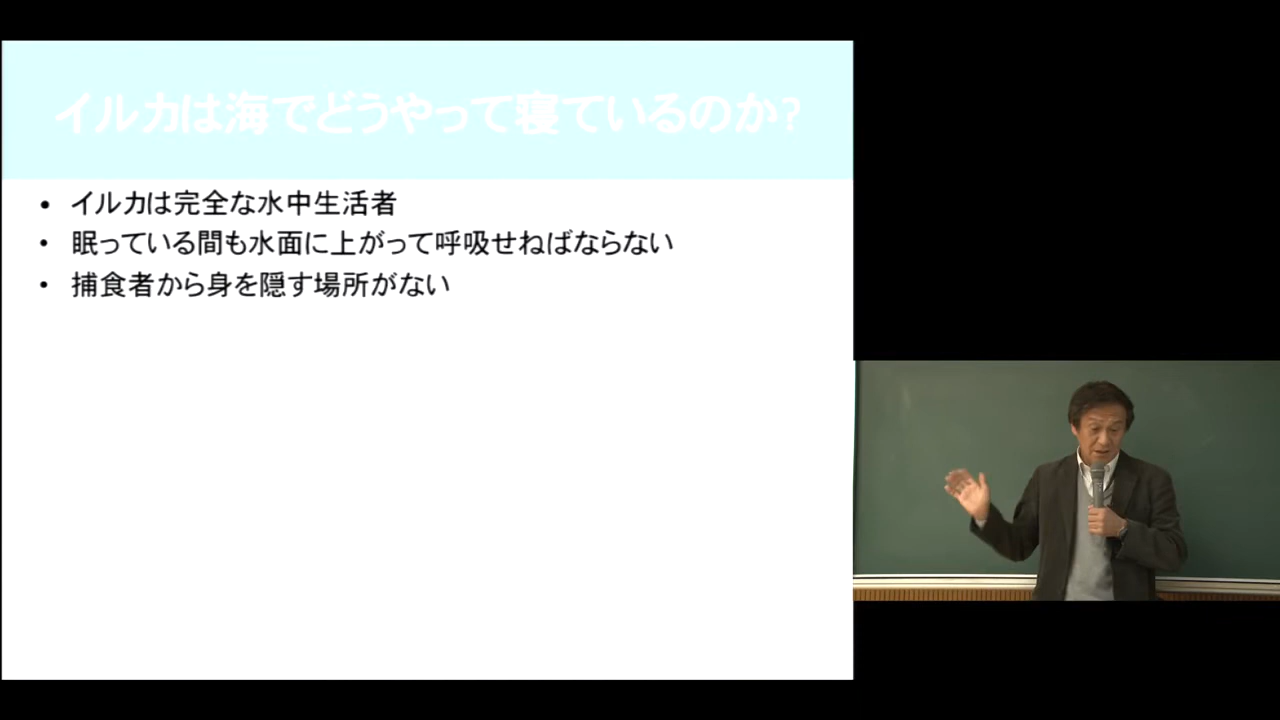 イルカは海でどうやって寝ているのか?
• イルカは完全な水中生活者
• 眠っている間も水面に上がって呼吸せねばならない
• 捕食者から身を隠す場所がない